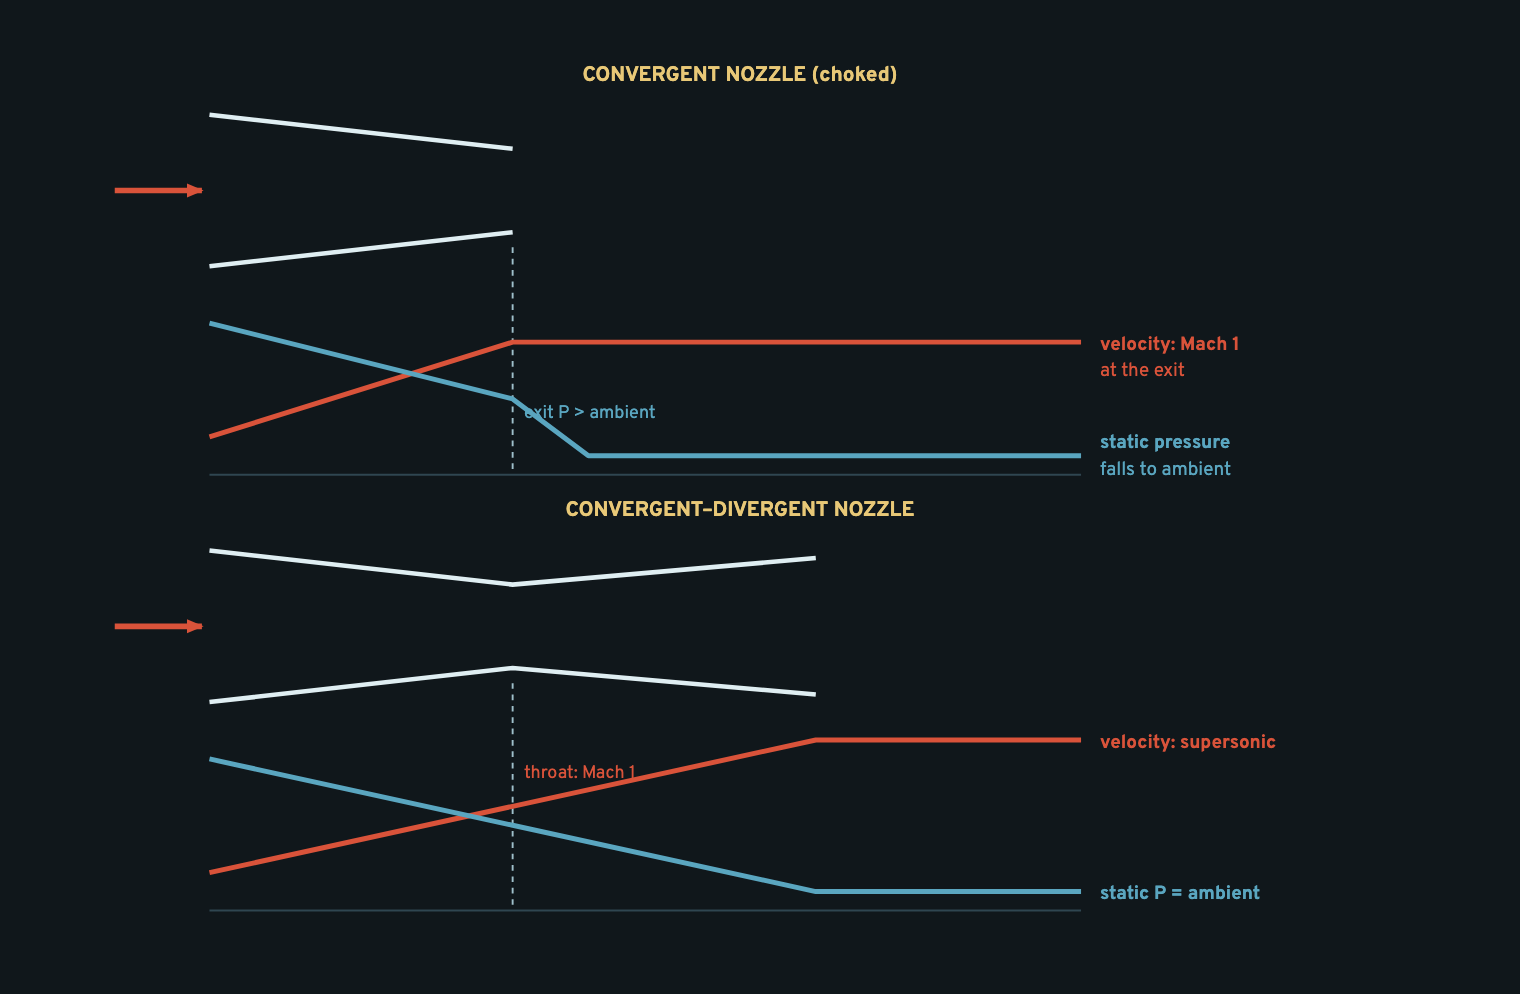 CONVERGENT NOZZLE (choked)
velocity: Mach 1
at the exit
exit P > ambient
static pressure
falls to ambient
CONVERGENT–DIVERGENT NOZZLE
velocity: supersonic
throat: Mach 1
static P = ambient